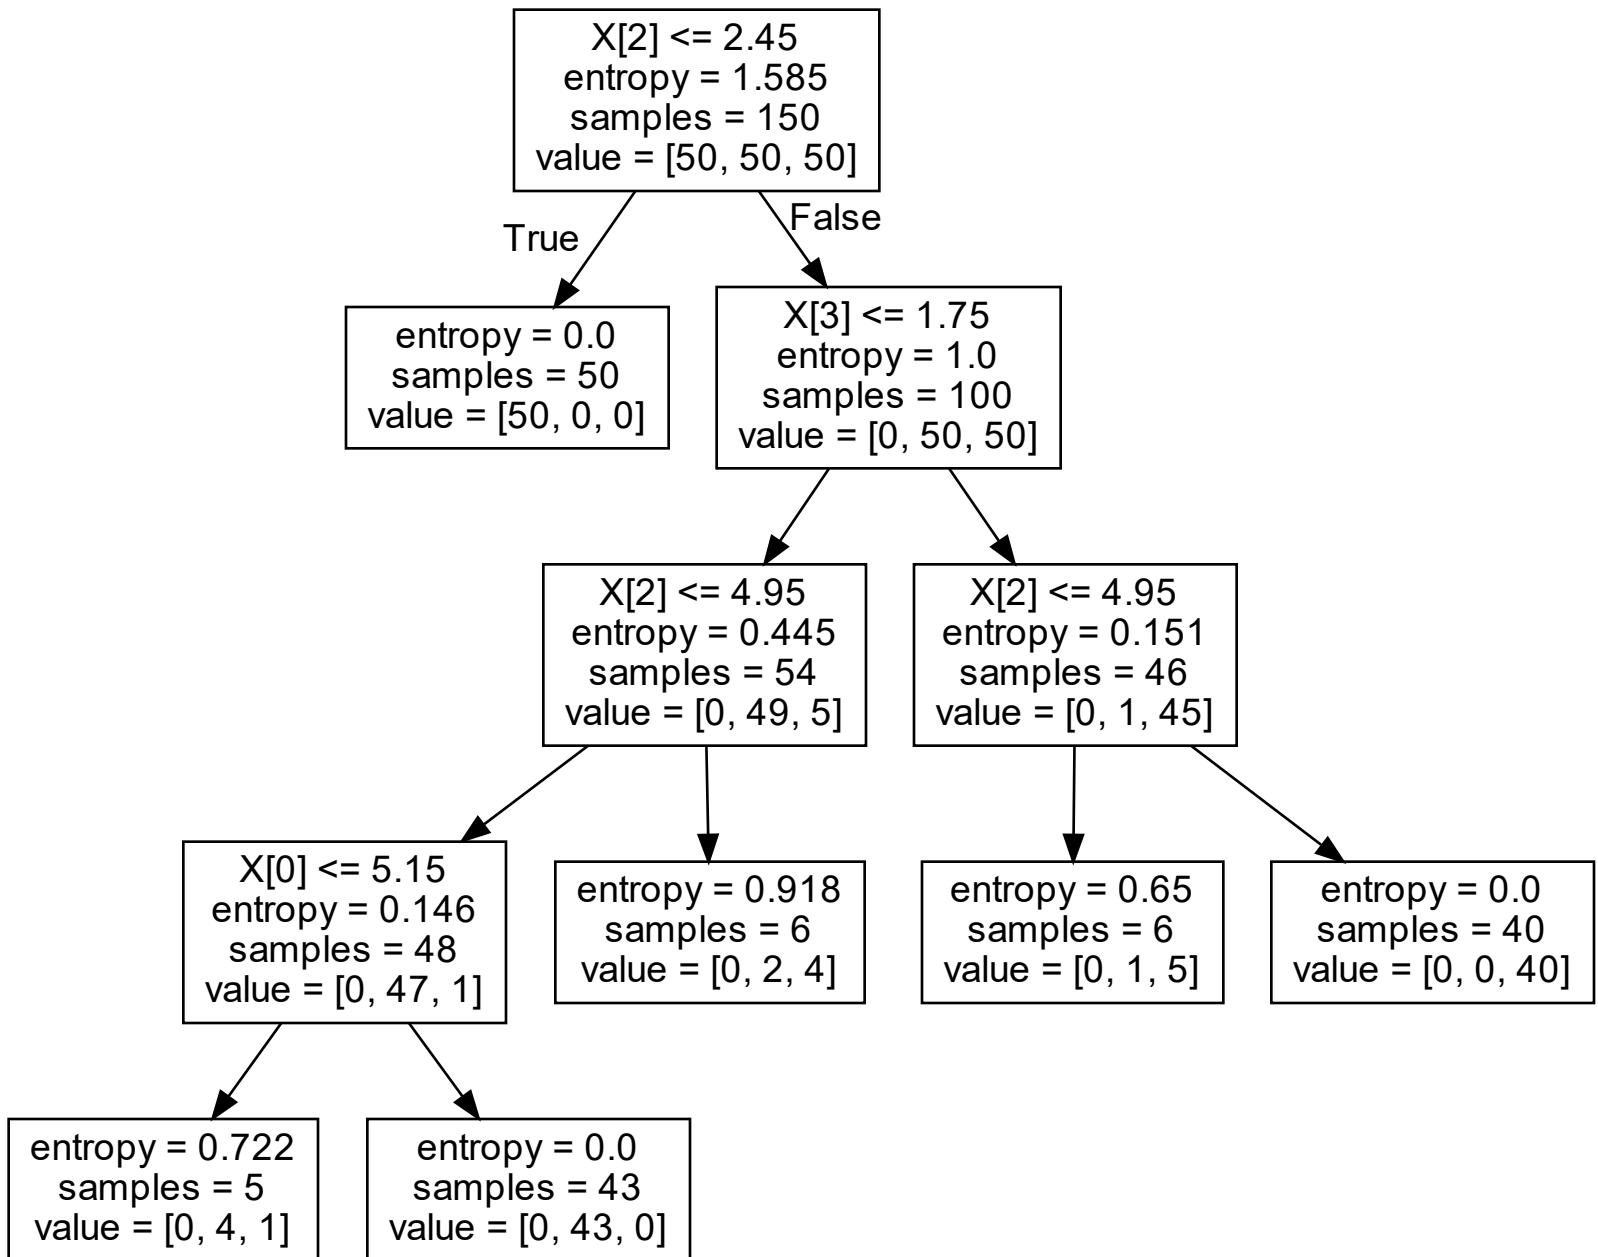 X[2] <= 2.45
entropy = 1.585
samples = 150
value = [50, 50, 50]
True
False
entropy = 0.0
samples = 50
value = [50, 0, 0]
X[3] <= 1.75
entropy = 1.0
samples = 100
value = [0, 50, 50]
X[2] <= 4.95
entropy = 0.445
samples = 54
value = [0, 49, 5]
X[2] <= 4.95
entropy = 0.151
samples = 46
value = [0, 1, 45]
X[0] <= 5.15
entropy = 0.146
samples = 48
value = [0, 47, 1]
entropy = 0.918
samples = 6
value = [0, 2, 4]
entropy = 0.65
samples = 6
value = [0, 1, 5]
entropy = 0.0
samples = 40
value = [0, 0, 40]
entropy = 0.722
samples = 5
value = [0, 4, 1]
entropy = 0.0
samples = 43
value = [0, 43, 0]